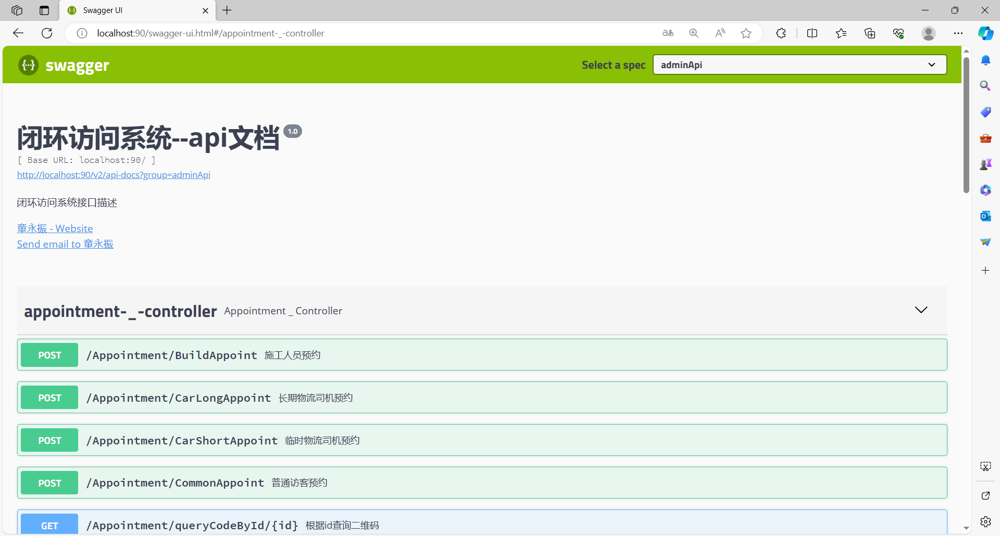 Swagger UI
localhost:90/swagger-ui.html#/appointment-_-controller
swagger
Select a spec
adminApi
闭环访问系统--api文档 1.0
[ Base URL: localhost:90/ ]
http://localhost:90/v2/api-docs?group=adminApi
闭环访问系统接口描述
童永振 - Website
Send email to 童永振
appointment-_-controller Appointment _ Controller
POST /Appointment/BuildAppoint 施工人员预约
POST /Appointment/CarLongAppoint 长期物流司机预约
POST /Appointment/CarShortAppoint 临时物流司机预约
POST /Appointment/CommonAppoint 普通访客预约
GET /Appointment/queryCodeById/{id} 根据id查询二维码